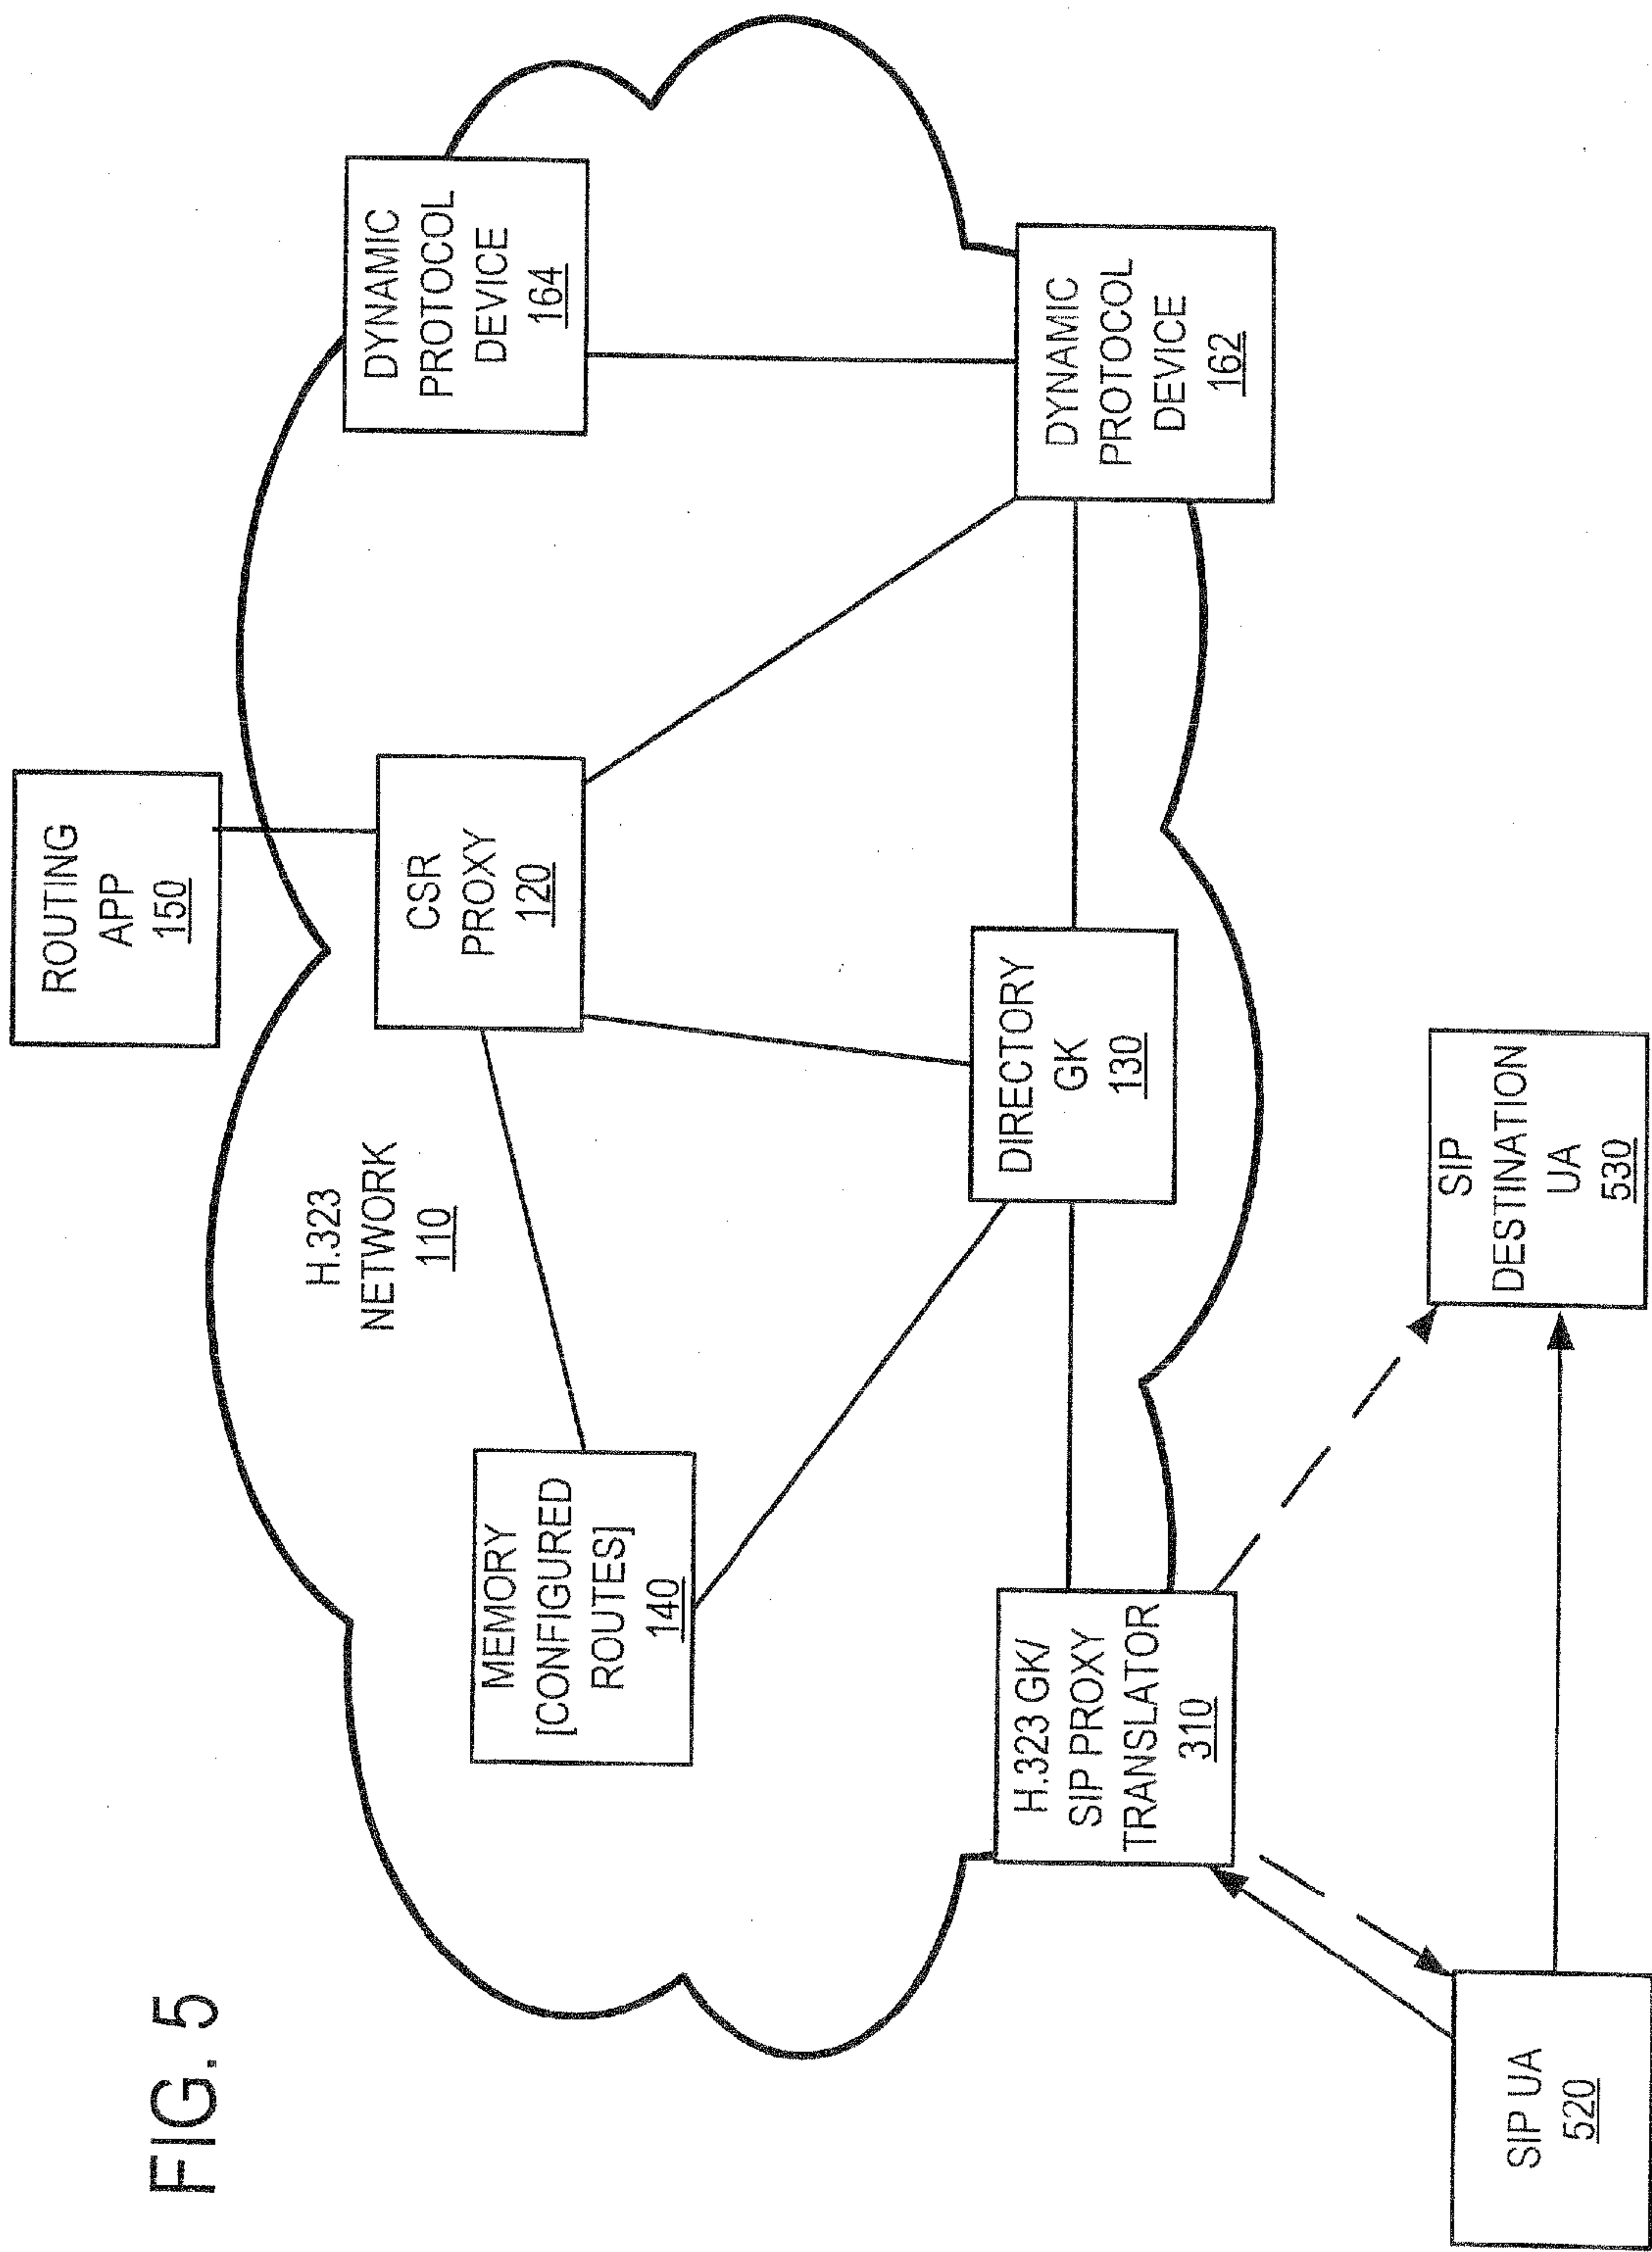 FIG. 5
ROUTING
APP
150
H.323
NETWORK
110
CSR
PROXY
120
DYNAMIC
PROTOCOL
DEVICE
164
MEMORY
[CONFIGURED
ROUTES]
140
DIRECTORY
GK
130
DYNAMIC
PROTOCOL
DEVICE
162
H.323 GK/
SIP PROXY
TRANSLATOR
310
SIP UA
520
SIP
DESTINATION
UA
530